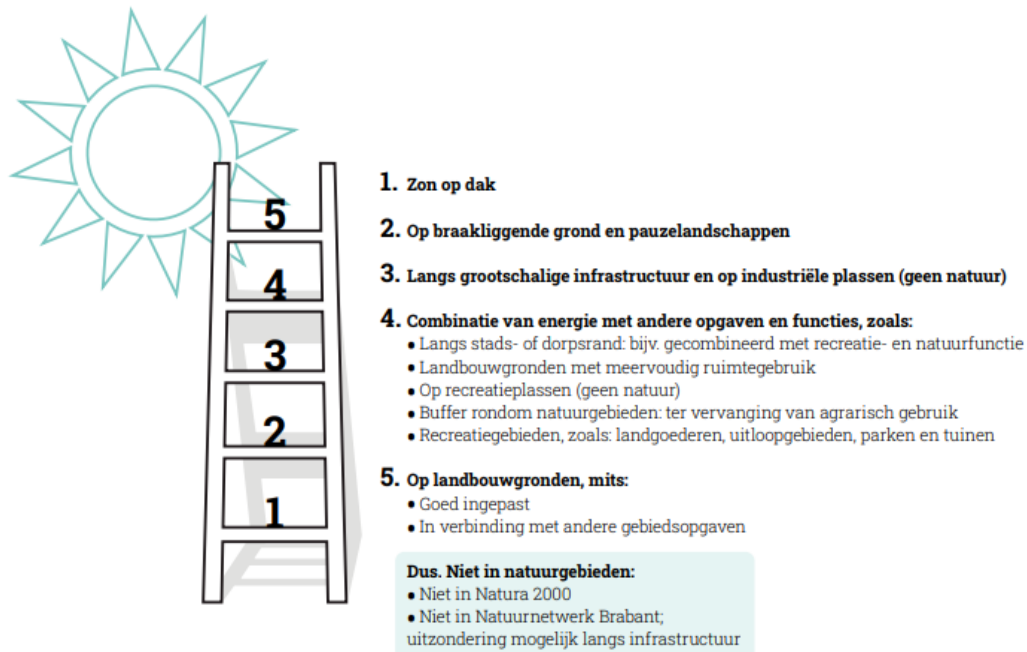 5
4
3
2
1
1. Zon op dak
2. Op braakliggende grond en pauzelandschappen
3. Langs grootschalige infrastructuur en op industriële plassen (geen natuur)
4. Combinatie van energie met andere opgaven en functies, zoals:
• Langs stads- of dorpsrand: bijv. gecombineerd met recreatie- en natuurfunctie
• Landbouwgronden met meervoudig ruimtegebruik
• Op recreatieplassen (geen natuur)
• Buffer rondom natuurgebieden: ter vervanging van agrarisch gebruik
• Recreatiegebieden, zoals: landgoederen, uitloopgebieden, parken en tuinen
5. Op landbouwgronden, mits:
• Goed ingepast
• In verbinding met andere gebiedsopgaven
Dus. Niet in natuurgebieden:
• Niet in Natura 2000
• Niet in Natuurnetwerk Brabant;
uitzondering mogelijk langs infrastructuur